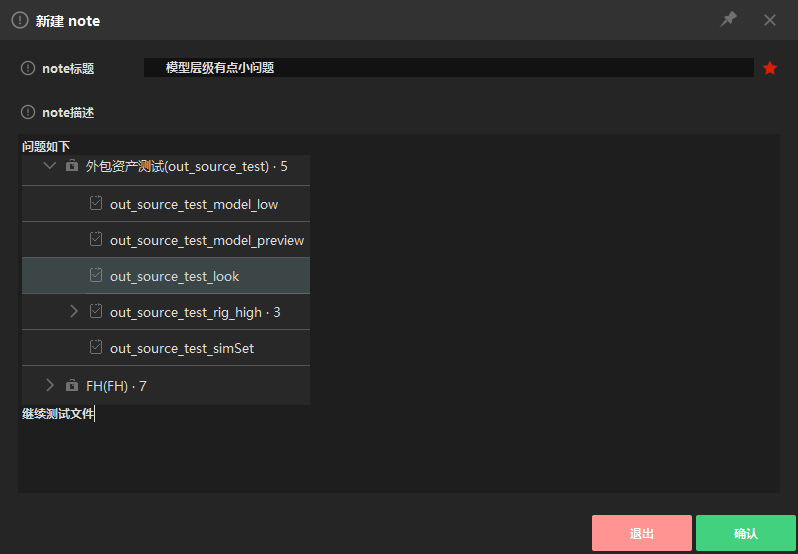 新建 note
note标题
模型层级有点小问题
note描述
问题如下
外包资产测试(out_source_test) · 5
out_source_test_model_low
out_source_test_model_preview
out_source_test_look
out_source_test_rig_high · 3
out_source_test_simSet
FH(FH) · 7
继续测试文件
退出 确认